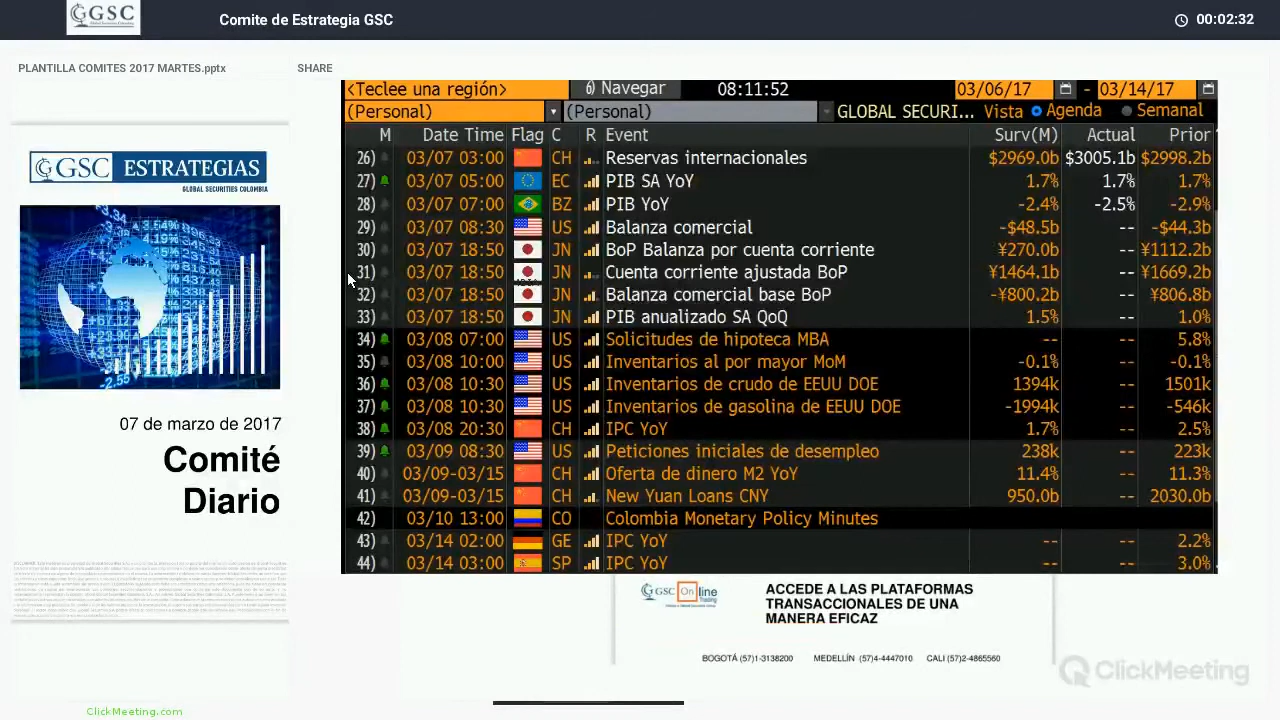 GSC Comite de Estrategia GSC 00:02:32
PLANTILLA COMITES 2017 MARTES.pptx SHARE
GSC ESTRATEGIAS
GLOBAL SECURITIES COLOMBIA
07 de marzo de 2017
Comité
Diario
<Teclee una región> Navegar 08:11:52 03/06/17 - 03/14/17
(Personal) (Personal) GLOBAL SECURI... Vista Agenda Semanal
M Date Time Flag C R Event Surv(M) Actual Prior
26) 03/07 03:00 CH Reservas internacionales $2969.0b $3005.1b $2998.2b
27) 03/07 05:00 EC PIB SA YoY 1.7% 1.7% 1.7%
28) 03/07 07:00 BZ PIB YoY -2.4% -2.5% -2.9%
29) 03/07 08:30 US Balanza comercial -$48.5b -- -$44.3b
30) 03/07 18:50 JN BoP Balanza por cuenta corriente ¥270.0b -- ¥1112.2b
31) 03/07 18:50 JN Cuenta corriente ajustada BoP ¥1464.1b -- ¥1669.2b
32) 03/07 18:50 JN Balanza comercial base BoP -¥800.2b -- ¥806.8b
33) 03/07 18:50 JN PIB anualizado SA QoQ 1.5% -- 1.0%
34) 03/08 07:00 US Solicitudes de hipoteca MBA -- -- 5.8%
35) 03/08 10:00 US Inventarios al por mayor MoM -0.1% -- -0.1%
36) 03/08 10:30 US Inventarios de crudo de EEUU DOE 1394k -- 1501k
37) 03/08 10:30 US Inventarios de gasolina de EEUU DOE -1994k -- -546k
38) 03/08 20:30 CH IPC YoY 1.7% -- 2.5%
39) 03/09 08:30 US Peticiones iniciales de desempleo 238k -- 223k
40) 03/09-03/15 CH Oferta de dinero M2 YoY 11.4% -- 11.3%
41) 03/09-03/15 CH New Yuan Loans CNY 950.0b -- 2030.0b
42) 03/10 13:00 CO Colombia Monetary Policy Minutes
43) 03/14 02:00 GE IPC YoY -- -- 2.2%
44) 03/14 03:00 SP IPC YoY -- -- 3.0%
GSC Online
Trading
ACCEDE A LAS PLATAFORMAS
TRANSACCIONALES DE UNA
MANERA EFICAZ
BOGOTÁ (57)1-3138200 MEDELLÍN (57)4-4447010 CALI (57)2-4865560
ClickMeeting
ClickMeeting.com